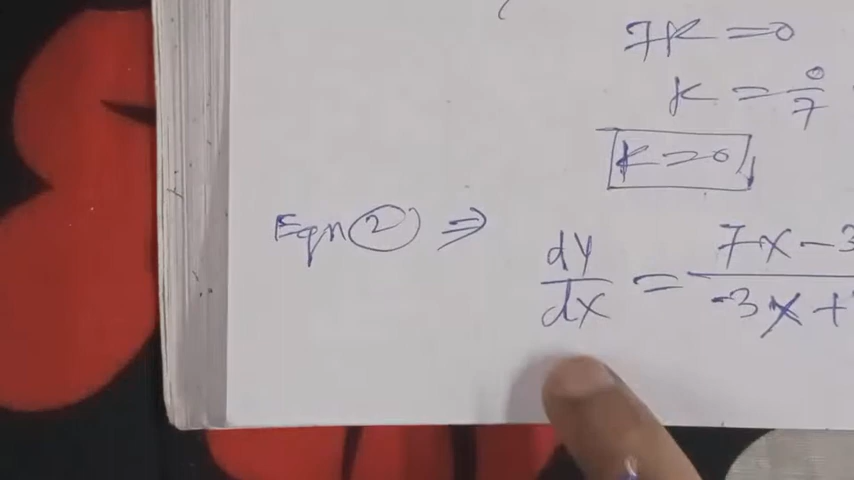 7K = 0
K = 0/7
K = 0
Eqn (2) ⇒ dy/dx = 7x - 3 / -3x +